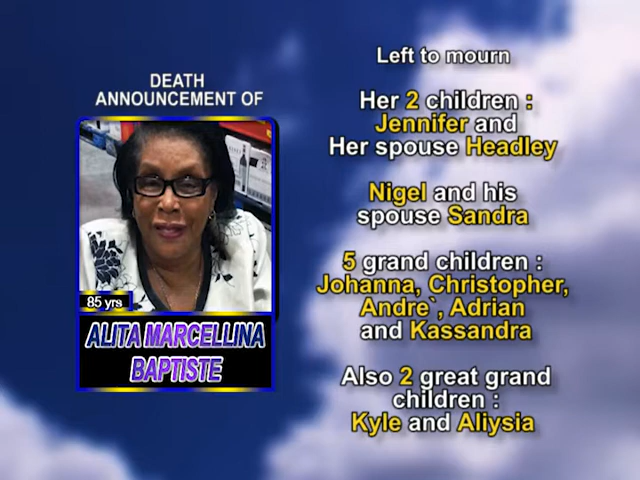 DEATH
ANNOUNCEMENT OF
85 yrs
ALITA MARCELLINA
BAPTISTE
Left to mourn
Her 2 children :
Jennifer and
Her spouse Headley
Nigel and his
spouse Sandra
5 grand children :
Johanna, Christopher,
Andre`, Adrian
and Kassandra
Also 2 great grand
children :
Kyle and Aliysia